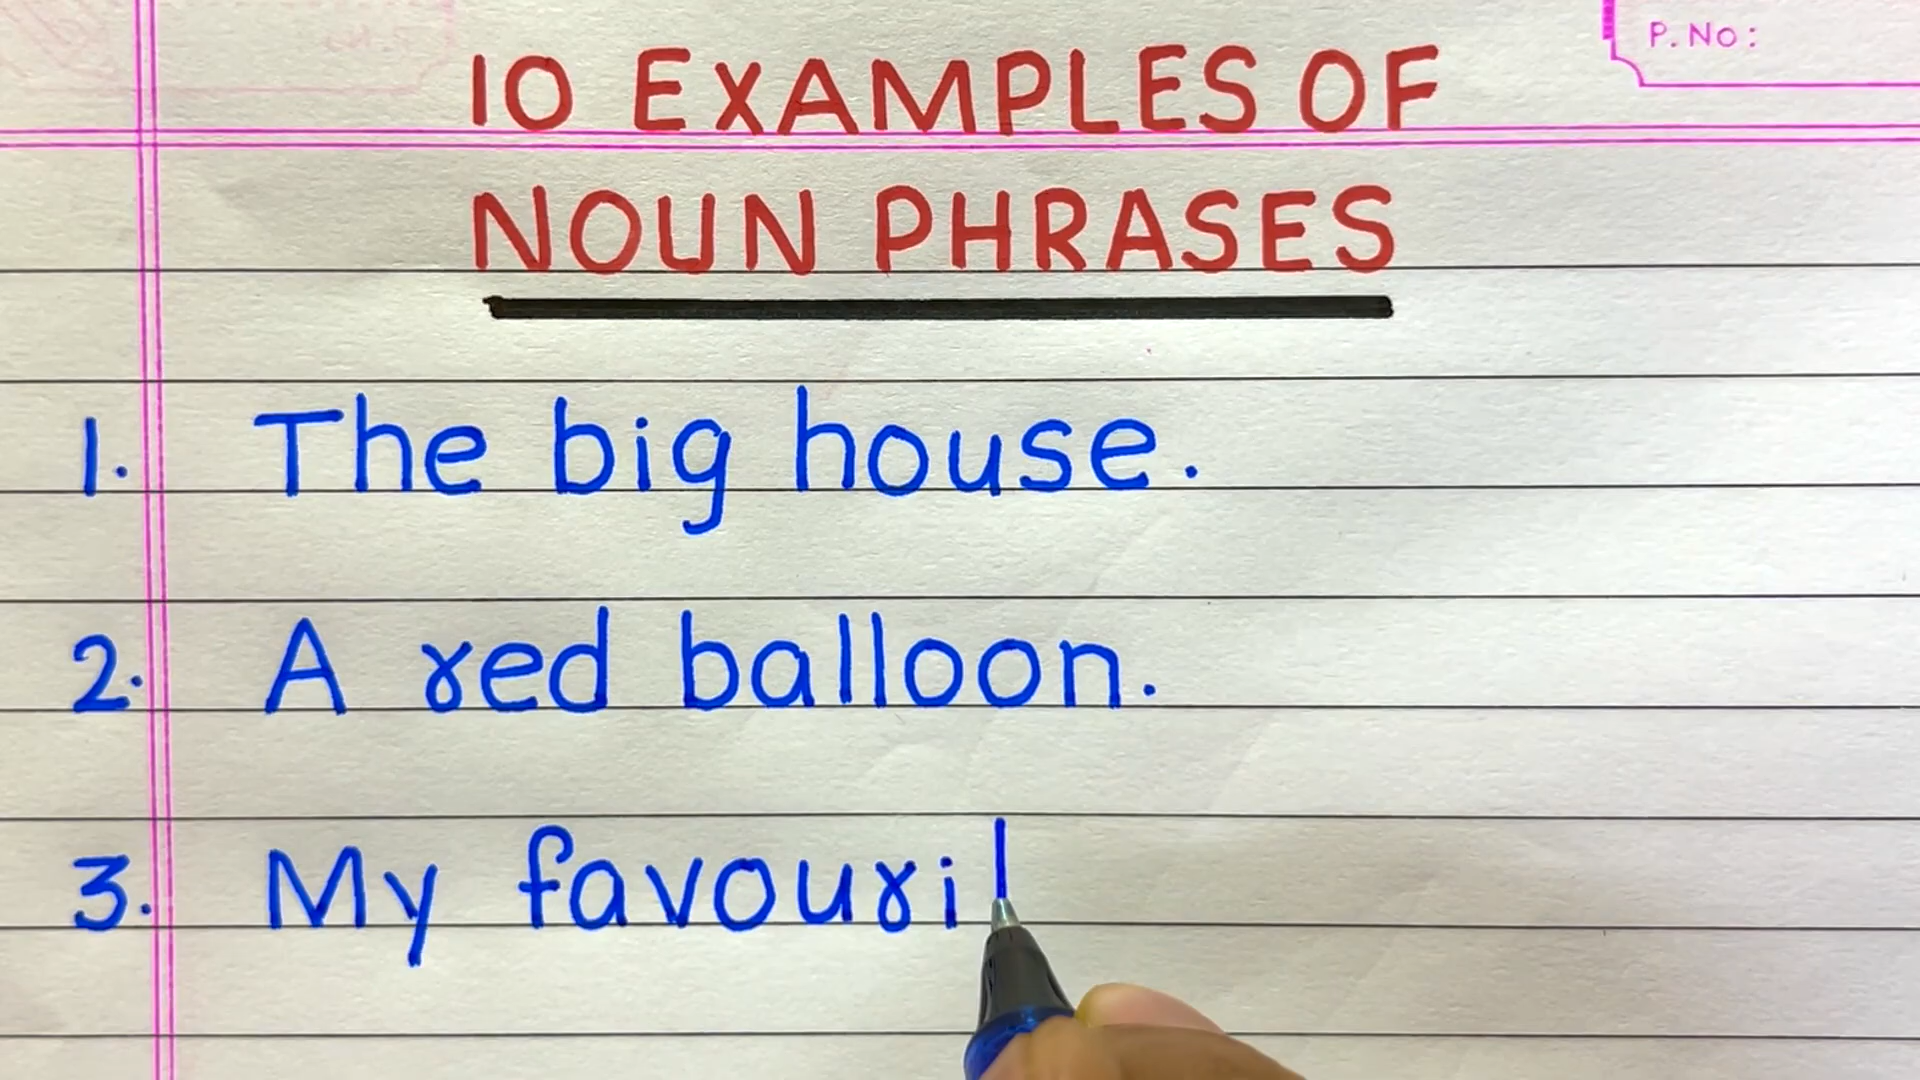 P. No:
10 EXAMPLES OF
NOUN PHRASES
1. The big house.
2. A red balloon.
3. My favouri